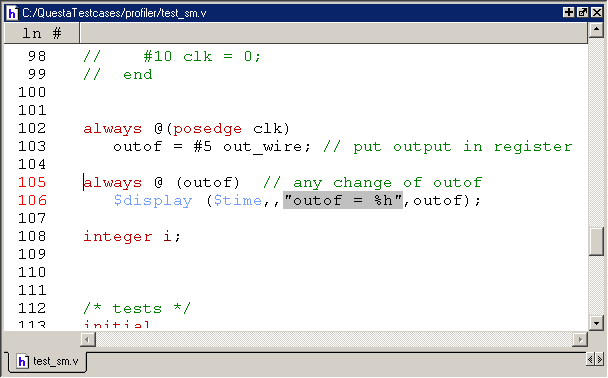 h C:/QuestaTestcases/profiler/test_sm.v
ln #
98 //    #10 clk = 0;
99 //  end
100
101
102 always @(posedge clk)
103    outof = #5 out_wire; // put output in register
104
105 always @ (outof)  // any change of outof
106    $display ($time,,"outof = %h",outof);
107
108 integer i;
109
110
111
112 /* tests */
113 initial
h test_sm.v